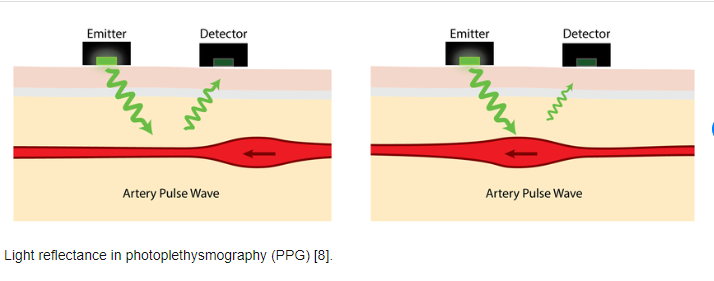 Emitter Detector Emitter Detector
Artery Pulse Wave Artery Pulse Wave
Light reflectance in photoplethysmography (PPG) [8].